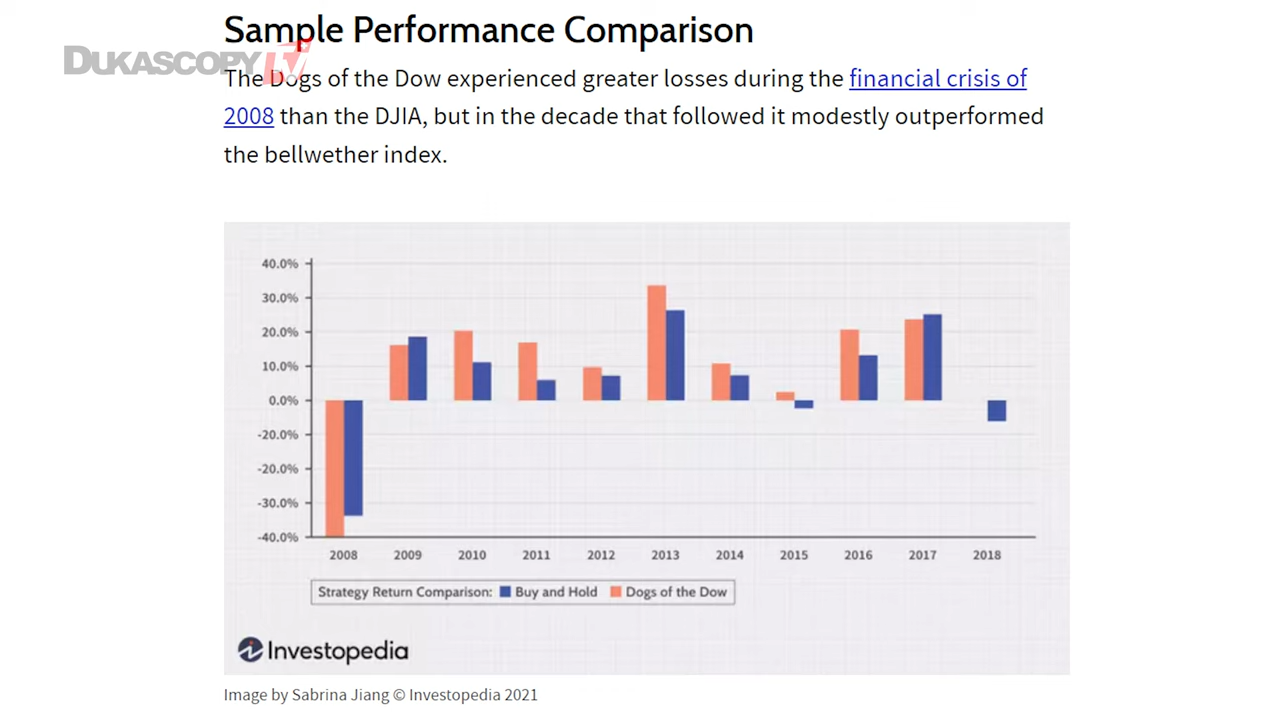 Sample Performance Comparison
DUKASCOPY TV
The Dogs of the Dow experienced greater losses during the financial crisis of
2008 than the DJIA, but in the decade that followed it modestly outperformed
the bellwether index.
40.0%
30.0%
20.0%
10.0%
0.0%
-20.0%
-20.0%
-30.0%
-40.0%
2008 2009 2010 2011 2012 2013 2014 2015 2016 2017 2018
Strategy Return Comparison: Buy and Hold Dogs of the Dow
Investopedia
Image by Sabrina Jiang © Investopedia 2021